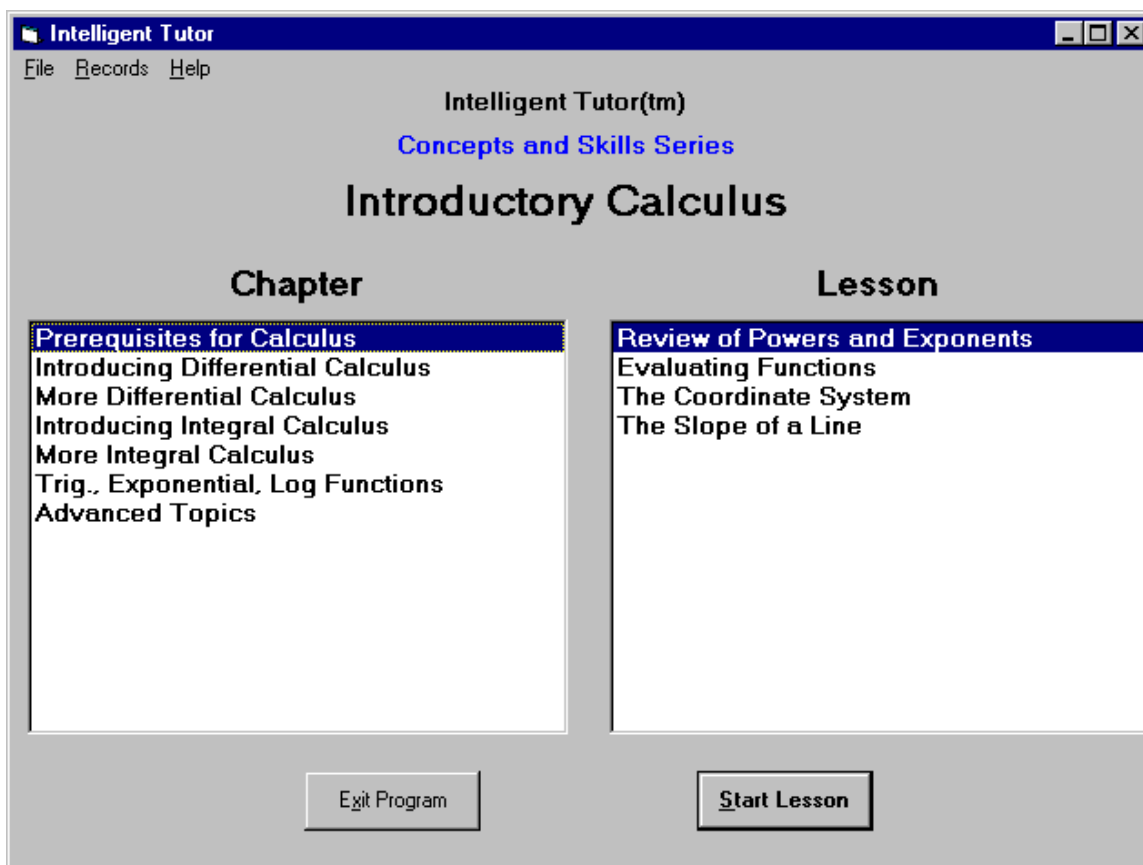 Intelligent Tutor
File Records Help
Intelligent Tutor(tm)
Concepts and Skills Series
Introductory Calculus
Chapter
Lesson
Prerequisites for Calculus
Introducing Differential Calculus
More Differential Calculus
Introducing Integral Calculus
More Integral Calculus
Trig., Exponential, Log Functions
Advanced Topics
Review of Powers and Exponents
Evaluating Functions
The Coordinate System
The Slope of a Line
Exit Program
Start Lesson